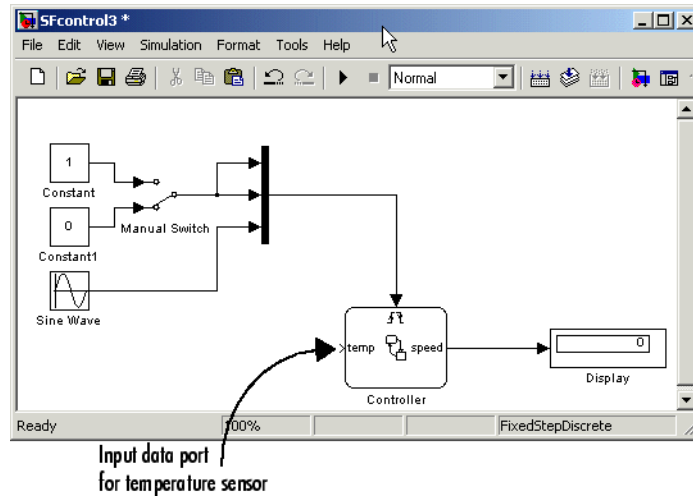 SFcontrol3 *
File Edit View Simulation Format Tools Help
Normal
1
Constant
0
Manual Switch
Constant1
Sine Wave
temp
speed
0
Controller
Display
Ready
100%
FixedStepDiscrete
Input data port
for temperature sensor